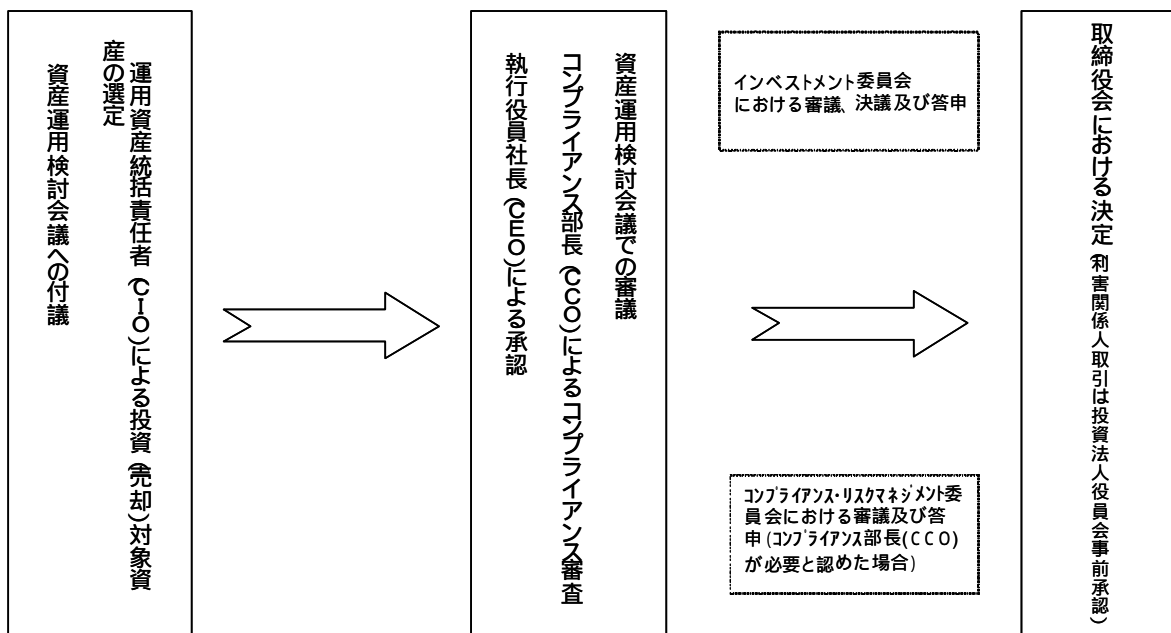 運用資産統括責任者(CIO)による投資(売却)対象資
産の選定
資産運用検討会議への付議
資産運用検討会議での審議
コンプライアンス部長(CCO)によるコンプライアンス審査
執行役員社長(CEO)による承認
インベストメント委員会
における審議、決議及び答申
コンプライアンス・リスクマネジメント委
員会における審議及び答
申(コンプライアンス部長(CCO)
が必要と認めた場合)
取締役会における決定(利害関係人取引は投資法人役員会事前承認)